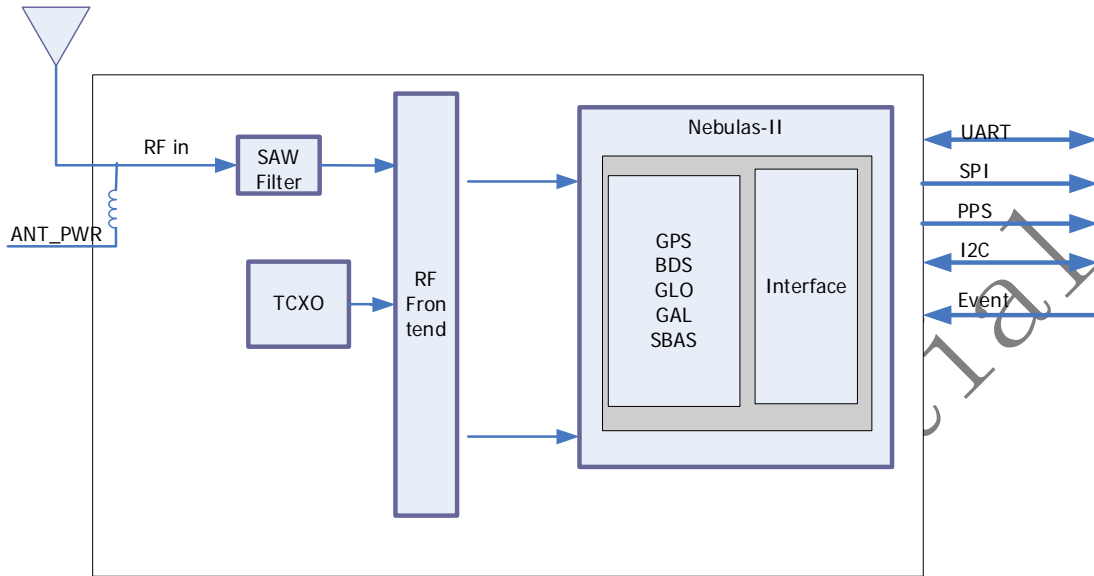 RF in
ANT_PWR
SAW
Filter
TCXO
RF
Fron
tend
Nebulas-II
GPS
BDS
GLO
GAL
SBAS
Interface
UART
SPI
PPS
I2C
Event